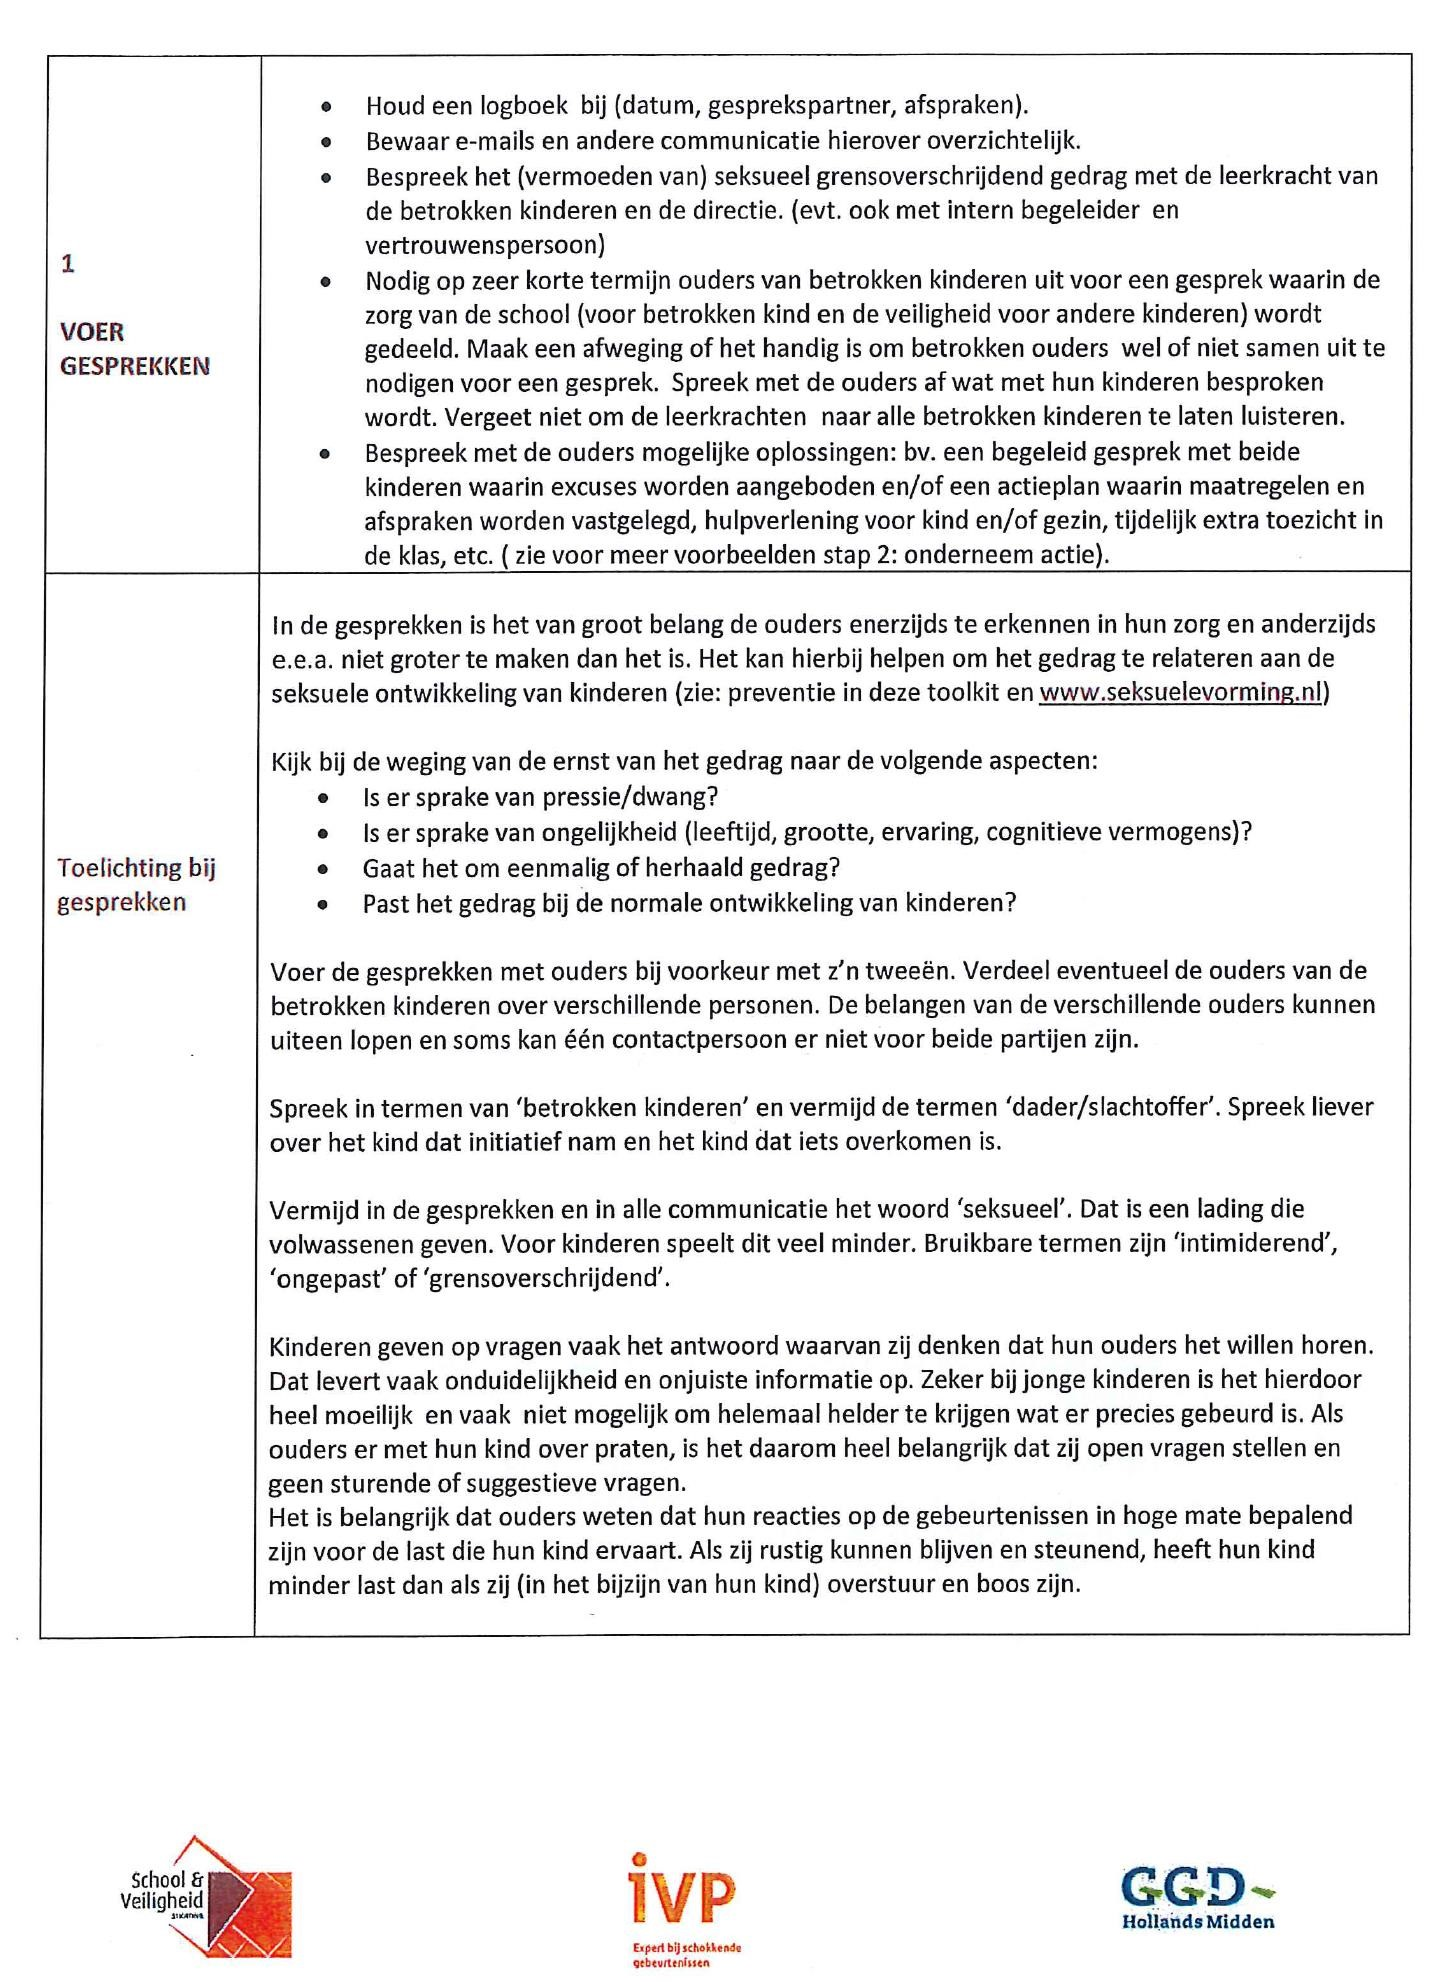 1
VOER
GESPREKKEN
• Houd een logboek bij (datum, gesprekspartner, afspraken).
• Bewaar e-mails en andere communicatie hierover overzichtelijk.
• Bespreek het (vermoeden van) seksueel grensoverschrijdend gedrag met de leerkracht van
de betrokken kinderen en de directie. (evt. ook met intern begeleider en
vertrouwenspersoon)
• Nodig op zeer korte termijn ouders van betrokken kinderen uit voor een gesprek waarin de
zorg van de school (voor betrokken kind en de veiligheid voor andere kinderen) wordt
gedeeld. Maak een afweging of het handig is om betrokken ouders wel of niet samen uit te
nodigen voor een gesprek. Spreek met de ouders af wat met hun kinderen besproken
wordt. Vergeet niet om de leerkrachten naar alle betrokken kinderen te laten luisteren.
• Bespreek met de ouders mogelijke oplossingen: bv. een begeleid gesprek met beide
kinderen waarin excuses worden aangeboden en/of een actieplan waarin maatregelen en
afspraken worden vastgelegd, hulpverlening voor kind en/of gezin, tijdelijk extra toezicht in
de klas, etc. ( zie voor meer voorbeelden stap 2: onderneem actie).
Toelichting bij
gesprekken
In de gesprekken is het van groot belang de ouders enerzijds te erkennen in hun zorg en anderzijds
e.e.a. niet groter te maken dan het is. Het kan hierbij helpen om het gedrag te relateren aan de
seksuele ontwikkeling van kinderen (zie: preventie in deze toolkit en www.seksuelevorming.nl)
Kijk bij de weging van de ernst van het gedrag naar de volgende aspecten:
• Is er sprake van pressie/dwang?
• Is er sprake van ongelijkheid (leeftijd, grootte, ervaring, cognitieve vermogens)?
• Gaat het om eenmalig of herhaald gedrag?
• Past het gedrag bij de normale ontwikkeling van kinderen?
Voer de gesprekken met ouders bij voorkeur met z'n tweeën. Verdeel eventueel de ouders van de
betrokken kinderen over verschillende personen. De belangen van de verschillende ouders kunnen
uiteen lopen en soms kan één contactpersoon er niet voor beide partijen zijn.
Spreek in termen van 'betrokken kinderen' en vermijd de termen 'dader/slachtoffer'. Spreek liever
over het kind dat initiatief nam en het kind dat iets overkomen is.
Vermijd in de gesprekken en in alle communicatie het woord 'seksueel'. Dat is een lading die
volwassenen geven. Voor kinderen speelt dit veel minder. Bruikbare termen zijn 'intimiderend',
'ongepast' of 'grensoverschrijdend'.
Kinderen geven op vragen vaak het antwoord waarvan zij denken dat hun ouders het willen horen.
Dat levert vaak onduidelijkheid en onjuiste informatie op. Zeker bij jonge kinderen is het hierdoor
heel moeilijk en vaak niet mogelijk om helemaal helder te krijgen wat er precies gebeurd is. Als
ouders er met hun kind over praten, is het daarom heel belangrijk dat zij open vragen stellen en
geen sturende of suggestieve vragen.
Het is belangrijk dat ouders weten dat hun reacties op de gebeurtenissen in hoge mate bepalend
zijn voor de last die hun kind ervaart. Als zij rustig kunnen blijven en steunend, heeft hun kind
minder last dan als zij (in het bijzijn van hun kind) overstuur en boos zijn.
School &
Veiligheid
STICHTING
iVP
Expert bij schokkende
gebeurtenissen
GGD
Hollands Midden